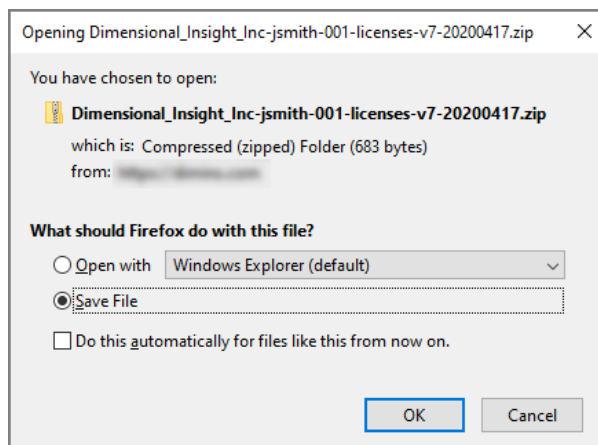 Opening Dimensional_Insight_Inc-jsmith-001-licenses-v7-20200417.zip
You have chosen to open:
Dimensional_Insight_Inc-jsmith-001-licenses-v7-20200417.zip
which is: Compressed (zipped) Folder (683 bytes)
from:
What should Firefox do with this file?
Open with Windows Explorer (default)
Save File
Do this automatically for files like this from now on.
OK Cancel